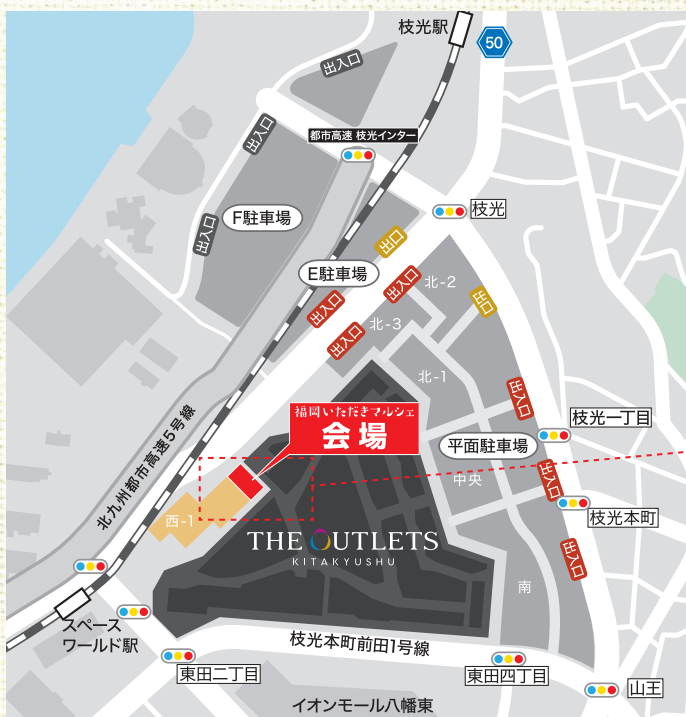 枝光駅
50
出入口
出入口
都市高速 枝光インター
枝光
F駐車場
出入口
出口
E駐車場
出入口
北-2
出口
出入口
北-3
出入口
北-1
出入口
福岡いただきマルシェ
会場
枝光一丁目
平面駐車場
北九州都市高速5号線
中央
出入口
枝光本町
西-1
THE OUTLETS
KITAKYUSHU
出入口
南
スペース
ワールド駅
枝光本町前田1号線
東田二丁目
東田四丁目
山王
イオンモール八幡東